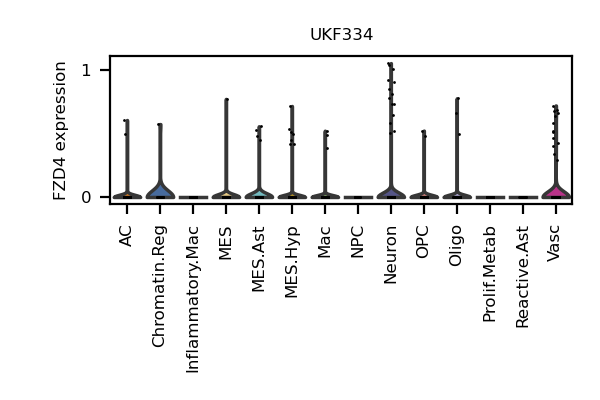 UKF334
FZD4 expression
1
0
AC
Chromatin.Reg
Inflammatory.Mac
MES
MES.Ast
MES.Hyp
Mac
NPC
Neuron
OPC
Oligo
Prolif.Metab
Reactive.Ast
Vasc